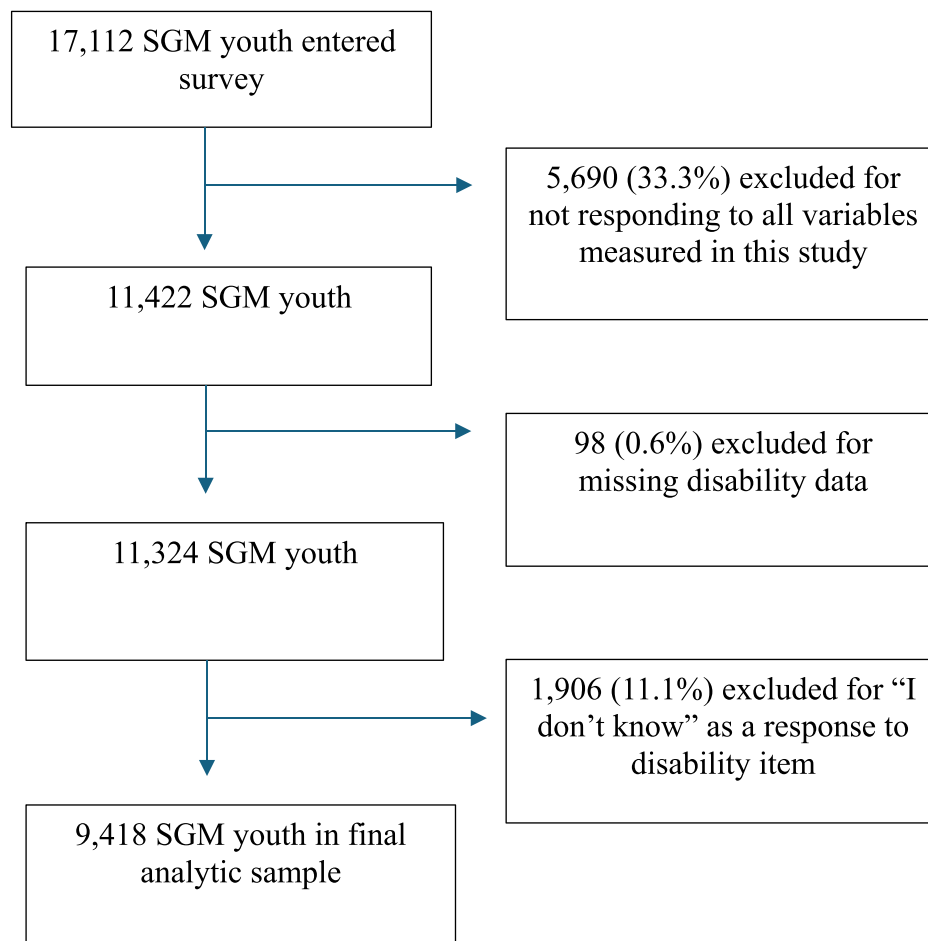 17,112 SGM youth entered
survey
5,690 (33.3%) excluded for
not responding to all variables
measured in this study
11,422 SGM youth
98 (0.6%) excluded for
missing disability data
11,324 SGM youth
1,906 (11.1%) excluded for “I
don’t know” as a response to
disability item
9,418 SGM youth in final
analytic sample